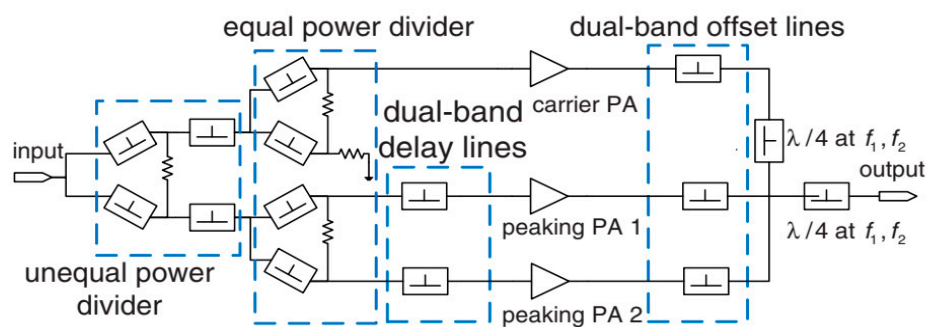 equal power divider
dual-band offset lines
carrier PA
dual-band
delay lines
input
λ/4 at f₁, f₂
output
peaking PA 1
λ/4 at f₁, f₂
unequal power
divider
peaking PA 2